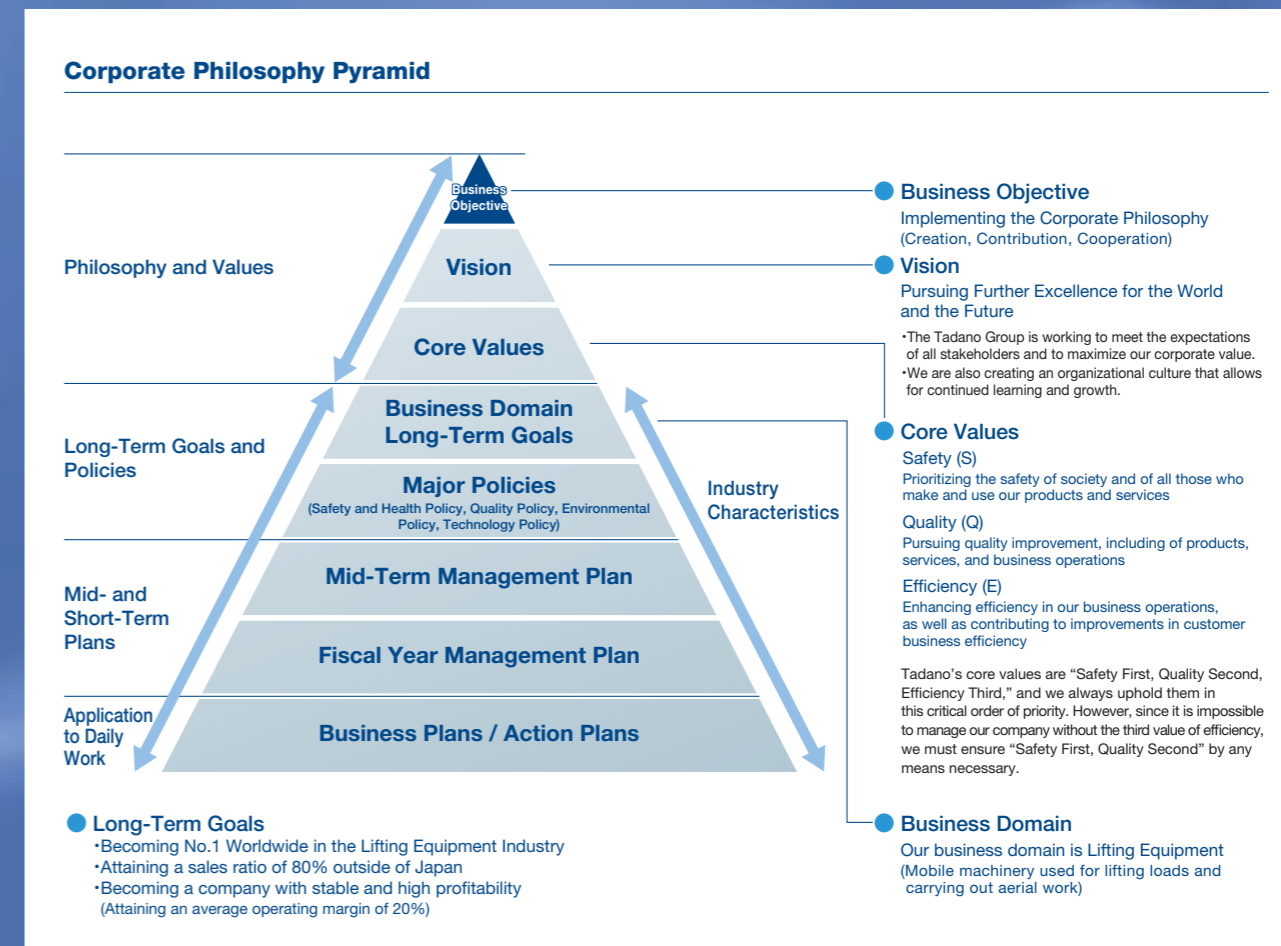 Corporate Philosophy Pyramid
Philosophy and Values
Long-Term Goals and
Policies
Mid- and
Short-Term
Plans
Application
to Daily
Work
Business
Objective
Vision
Core Values
Business Domain
Long-Term Goals
Major Policies
(Safety and Health Policy, Quality Policy, Environmental
Policy, Technology Policy)
Mid-Term Management Plan
Fiscal Year Management Plan
Business Plans / Action Plans
Industry
Characteristics
Business Objective
Implementing the Corporate Philosophy
(Creation, Contribution, Cooperation)
Vision
Pursuing Further Excellence for the World
and the Future
・The Tadano Group is working to meet the expectations
of all stakeholders and to maximize our corporate value.
・We are also creating an organizational culture that allows
for continued learning and growth.
Core Values
Safety (S)
Prioritizing the safety of society and of all those who
make and use our products and services
Quality (Q)
Pursuing quality improvement, including of products,
services, and business operations
Efficiency (E)
Enhancing efficiency in our business operations,
as well as contributing to improvements in customer
business efficiency
Tadano's core values are “Safety First, Quality Second,
Efficiency Third,” and we always uphold them in
this critical order of priority. However, since it is impossible
to manage our company without the third value of efficiency,
we must ensure “Safety First, Quality Second” by any
means necessary.
Business Domain
Our business domain is Lifting Equipment
(Mobile machinery used for lifting loads and
carrying out aerial work)
Long-Term Goals
・Becoming No.1 Worldwide in the Lifting Equipment Industry
・Attaining a sales ratio of 80% outside of Japan
・Becoming a company with stable and high profitability
(Attaining an average operating margin of 20%)